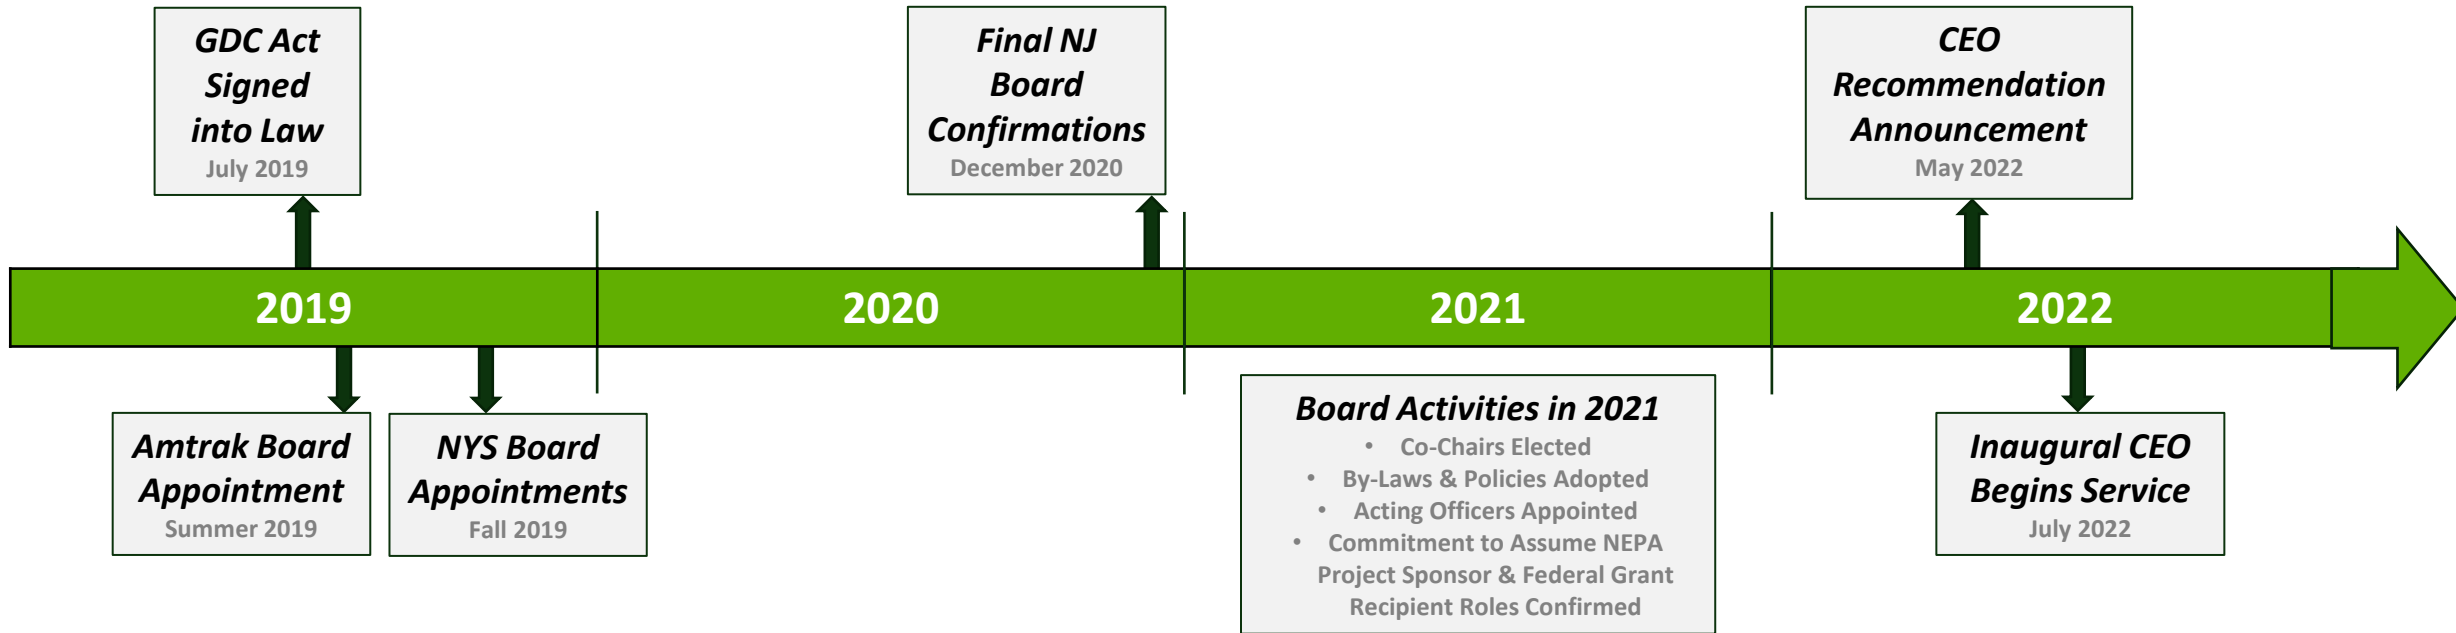 GDC Act
Signed
into Law
July 2019
Final NJ
Board
Confirmations
December 2020
CEO
Recommendation
Announcement
May 2022
2019
2020
2021
2022
Amtrak Board
Appointment
Summer 2019
NYS Board
Appointments
Fall 2019
Board Activities in 2021
• Co-Chairs Elected
• By-Laws & Policies Adopted
• Acting Officers Appointed
• Commitment to Assume NEPA
Project Sponsor & Federal Grant
Recipient Roles Confirmed
Inaugural CEO
Begins Service
July 2022